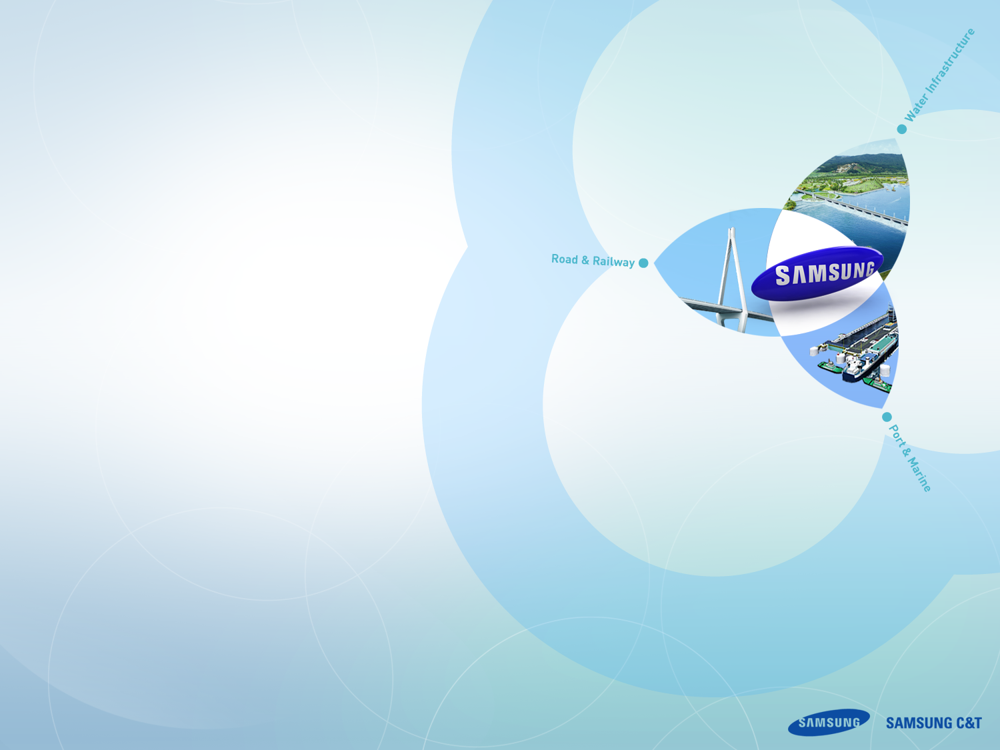 Water Infrastructure
Road & Railway
SAMSUNG
Port & Marine
SAMSUNG SAMSUNG C&T